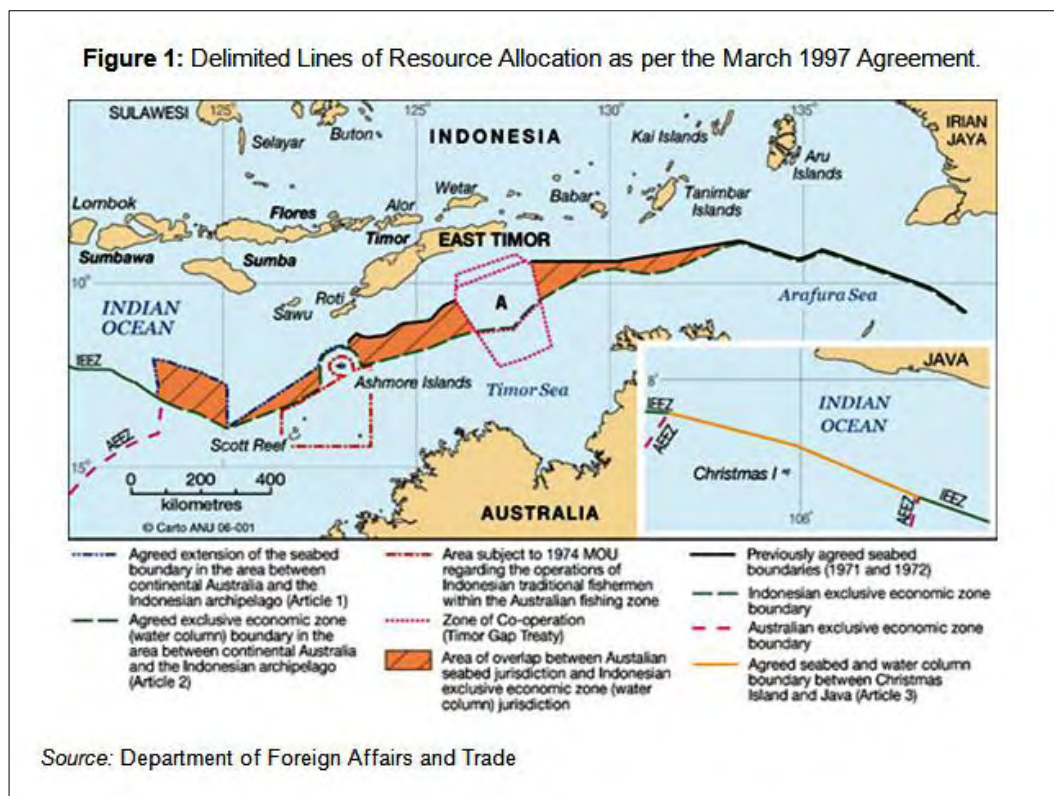 Figure 1: Delimited Lines of Resource Allocation as per the March 1997 Agreement.
SULAWESI
125°
125°
130°
135°
Buton
Selayar
INDONESIA
Kai Islands
IRIAN
JAYA
Aru
Islands
Lombok
Flores
Alor
Wetar
Babar
Tanimbar
Islands
Timor
EAST TIMOR
Sumbawa
Sumba
10°
A
Roti
Sawu
INDIAN
OCEAN
Arafura Sea
IEEZ
Ashmore Islands
Timor Sea
AEEZ
Scott Reef
15°
0 200 400
kilometres
© Carto ANU 06-001
AUSTRALIA
JAVA
8°
INDIAN
OCEAN
IEEZ
AEEZ
Christmas I
106°
AEEZ
IEEZ
Agreed extension of the seabed
boundary in the area between
continental Australia and the
Indonesian archipelago (Article 1)
Agreed exclusive economic zone
(water column) boundary in the
area between continental Australia
and the Indonesian archipelago
(Article 2)
Area subject to 1974 MOU
regarding the operations of
Indonesian traditional fishermen
within the Australian fishing zone
Zone of Co-operation
(Timor Gap Treaty)
Area of overlap between Austalian
seabed jurisdiction and Indonesian
exclusive economic zone (water
column) jurisdiction
Previously agreed seabed
boundaries (1971 and 1972)
Indonesian exclusive economic zone
boundary
Australian exclusive economic zone
boundary
Agreed seabed and water column
boundary between Christmas
Island and Java (Article 3)
Source: Department of Foreign Affairs and Trade